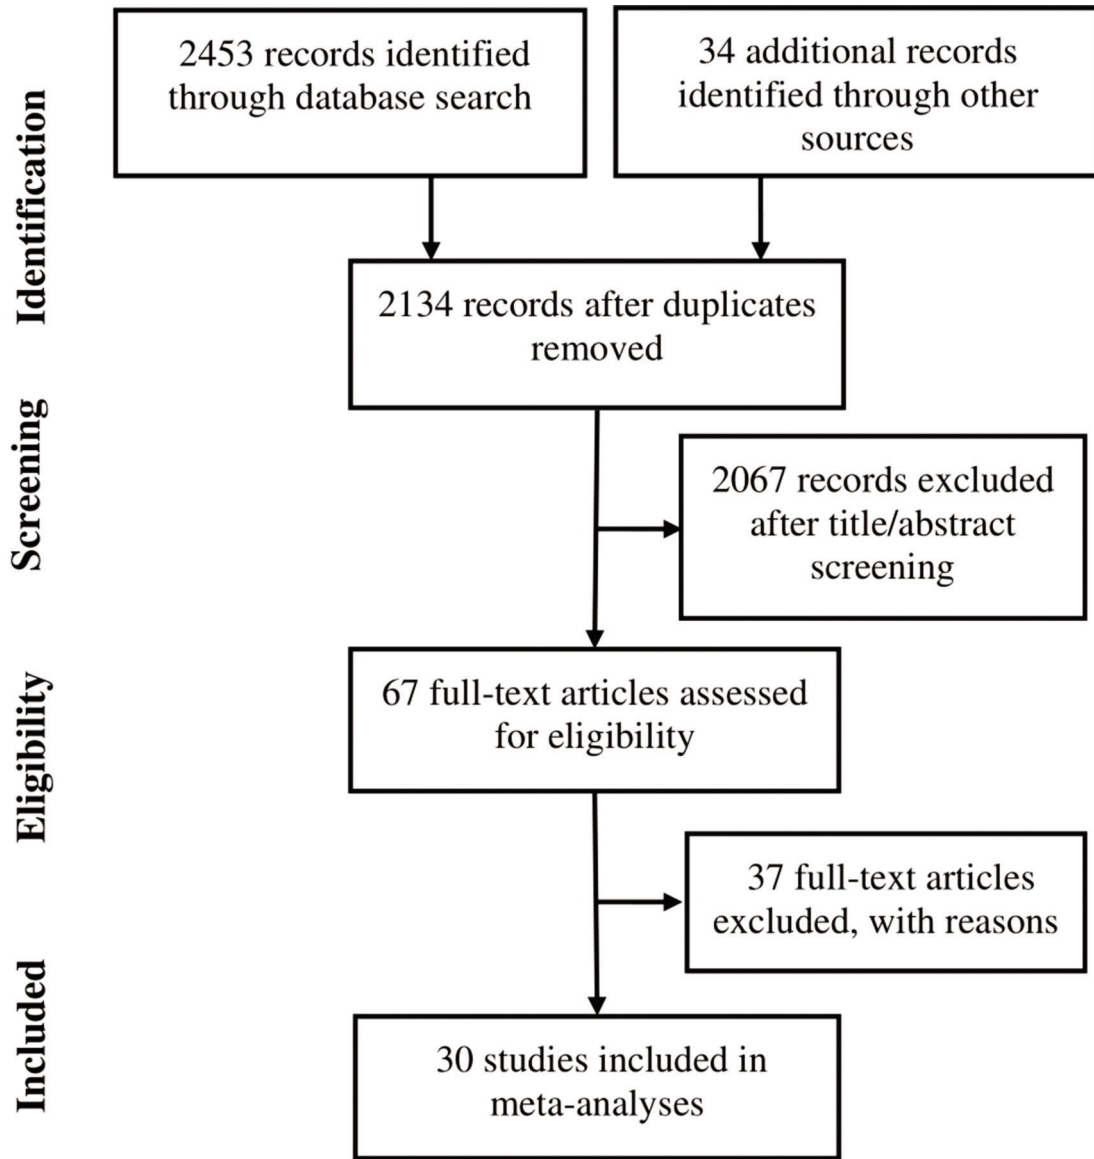 Identification
2453 records identified
through database search
34 additional records
identified through other
sources
2134 records after duplicates
removed
Screening
2067 records excluded
after title/abstract
screening
Eligibility
67 full-text articles assessed
for eligibility
37 full-text articles
excluded, with reasons
Included
30 studies included in
meta-analyses